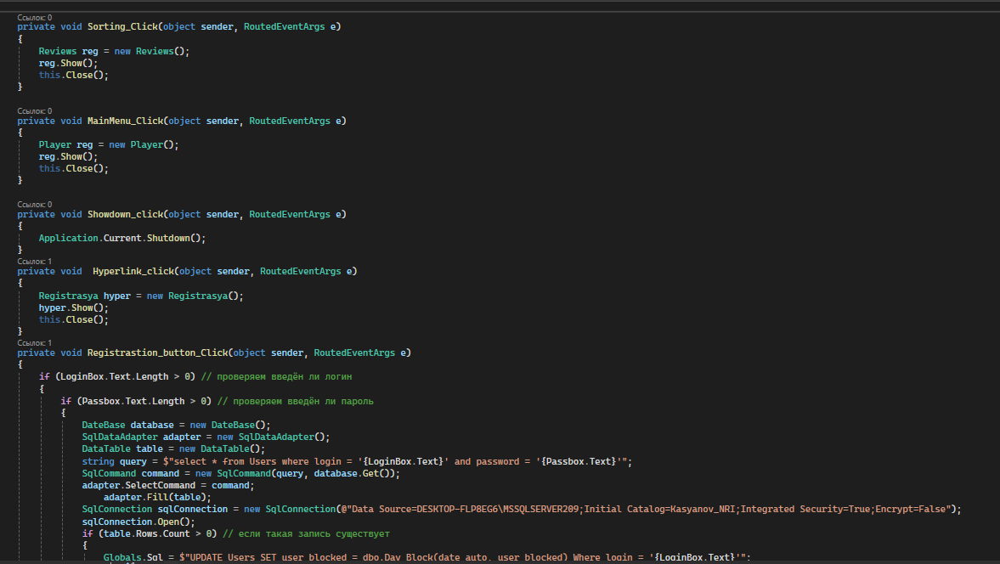 Ссылок: 0
private void Sorting_Click(object sender, RoutedEventArgs e)
{
Reviews reg = new Reviews();
reg.Show();
this.Close();
}
Ссылок: 0
private void MainMenu_Click(object sender, RoutedEventArgs e)
{
Player reg = new Player();
reg.Show();
this.Close();
}
Ссылок: 0
private void Showdown_click(object sender, RoutedEventArgs e)
{
Application.Current.Shutdown();
}
Ссылок: 1
private void  Hyperlink_click(object sender, RoutedEventArgs e)
{
Registrasya hyper = new Registrasya();
hyper.Show();
this.Close();
}
Ссылок: 1
private void Registrastion_button_Click(object sender, RoutedEventArgs e)
{
if (LoginBox.Text.Length > 0) // проверяем введён ли логин
{
if (Passbox.Text.Length > 0) // проверяем введён ли пароль
{
DateBase database = new DateBase();
SqlDataAdapter adapter = new SqlDataAdapter();
DataTable table = new DataTable();
string query = $"select * from Users where login = '{LoginBox.Text}' and password = '{Passbox.Text}'";
SqlCommand command = new SqlCommand(query, database.Get());
adapter.SelectCommand = command;
adapter.Fill(table);
SqlConnection sqlConnection = new SqlConnection(@"Data Source=DESKTOP-FLP8EG6\MSSQLSERVER209;Initial Catalog=Kasyanov_NRI;Integrated Security=True;Encrypt=False");
sqlConnection.Open();
if (table.Rows.Count > 0) // если такая запись существует
{
Globals.Sql = $"UPDATE Users SET user_blocked = dbo.Day_Block(date_auto, user_blocked) Where login = '{LoginBox.Text}'";